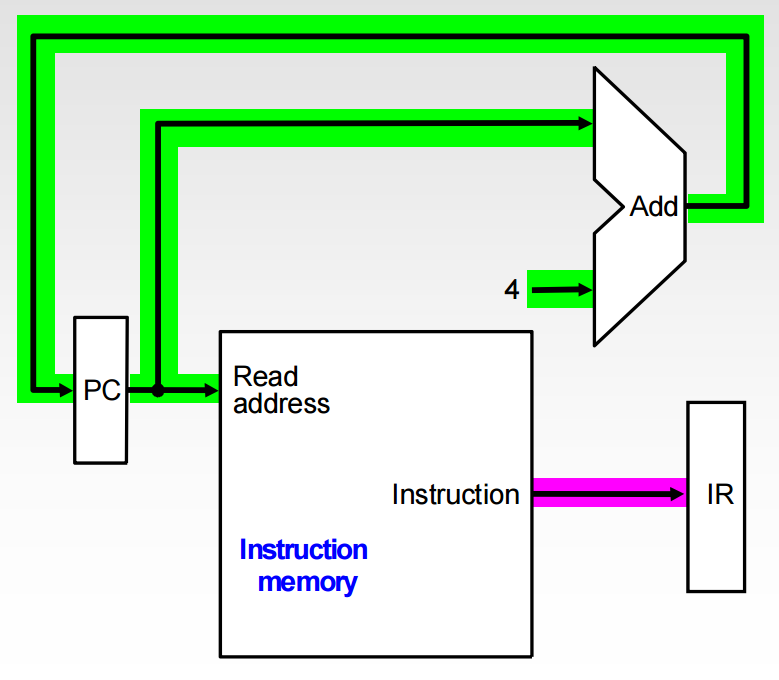 Add
4
PC
Read
address
Instruction
IR
Instruction
memory